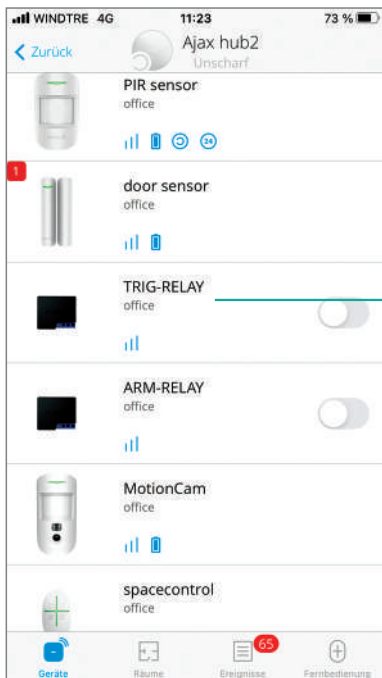 WINDTRE 4G 11:23 73 %
Zurück
Ajax hub2
Unscharf
PIR sensor
office
24
1
door sensor
office
TRIG-RELAY
office
ARM-RELAY
office
MotionCam
office
spacecontrol
office
65
Geräte Räume Ereignisse Fernbedienung